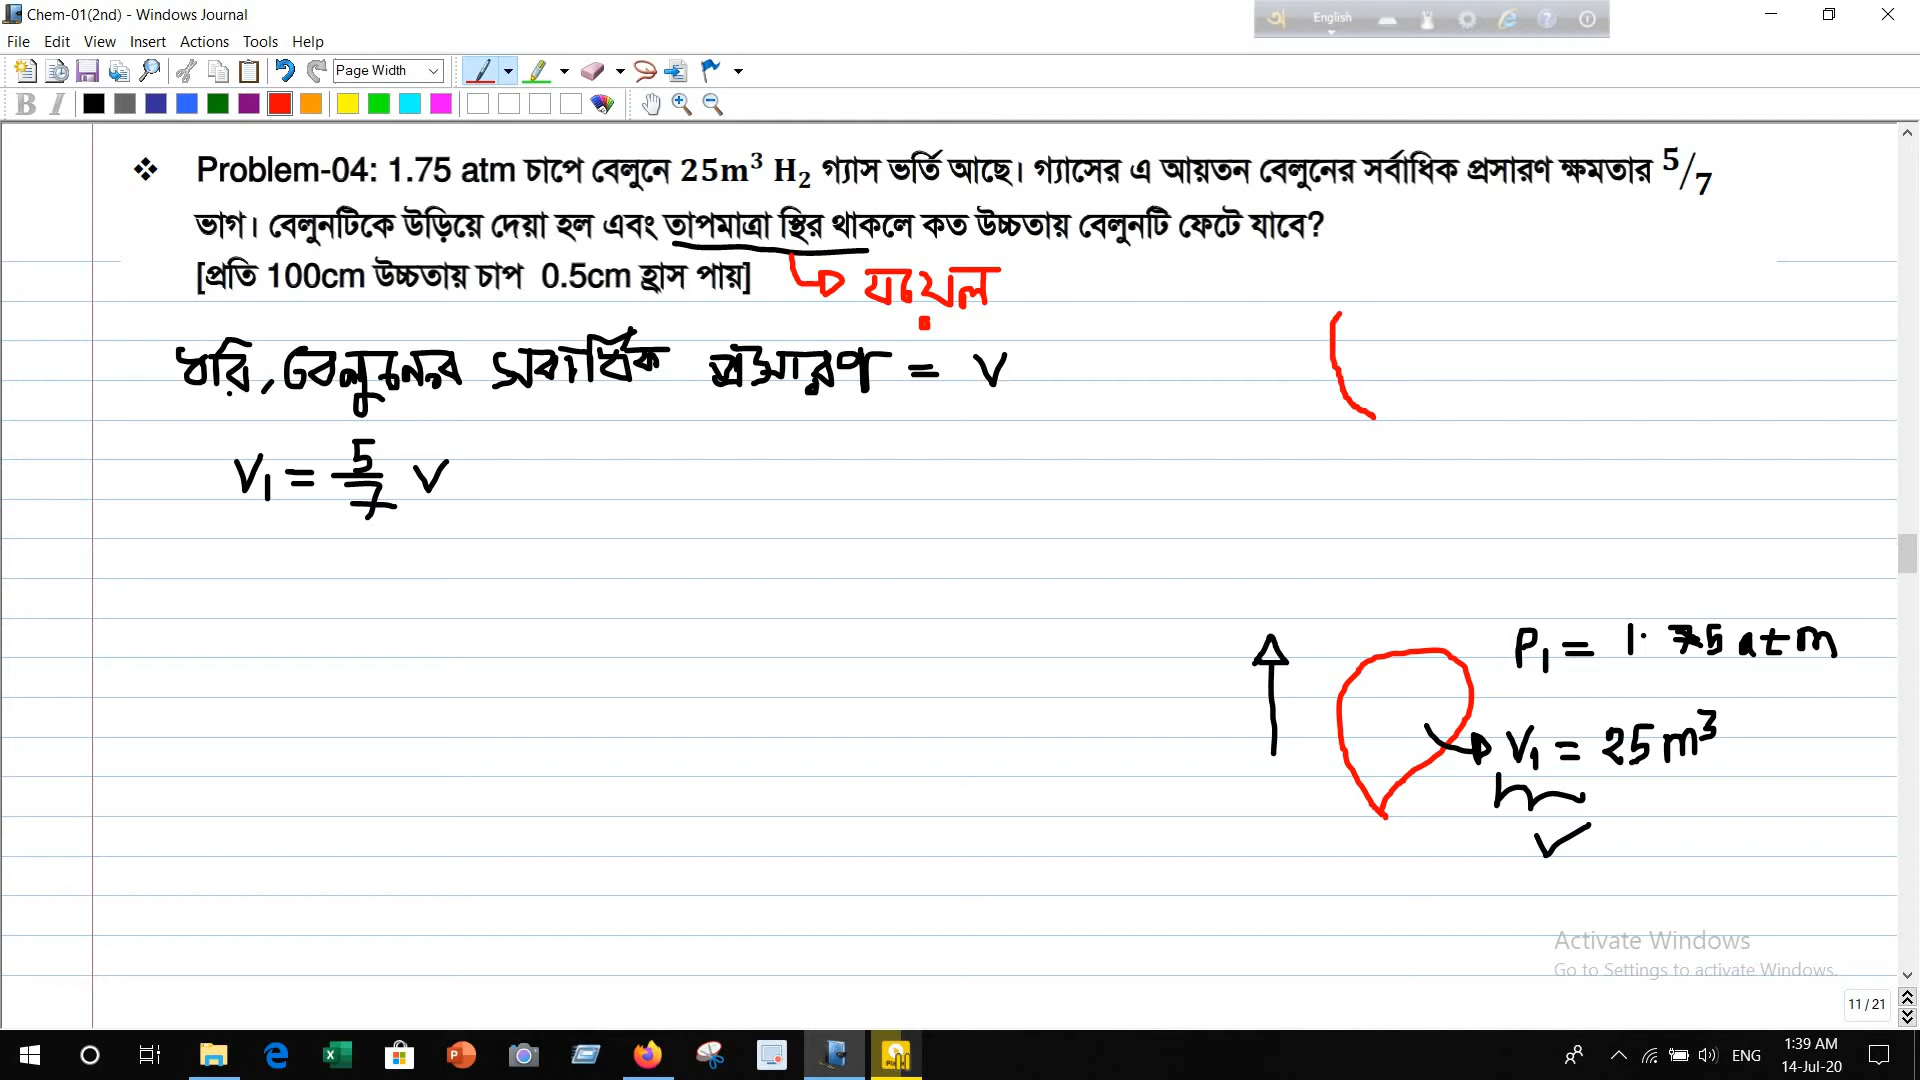 Chem-01(2nd) - Windows Journal
English
File Edit View Insert Actions Tools Help
Page Width
B I
❖ Problem-04: 1.75 atm চাপে বেলুনে 25m³ H₂ গ্যাস ভর্তি আছে। গ্যাসের এ আয়তন বেলুনের সর্বাধিক প্রসারণ ক্ষমতার 5/7
ভাগ। বেলুনটিকে উড়িয়ে দেয়া হল এবং তাপমাত্রা স্থির থাকলে কত উচ্চতায় বেলুনটি ফেটে যাবে?
[প্রতি 100cm উচ্চতায় চাপ 0.5cm হ্রাস পায়]
ধরি, বেলুনের সর্বাধিক প্রসারণ = V
V₁ = 5/7 V
P₁ = 1.75 atm
V₁ = 25 m³
Activate Windows
Go to Settings to activate Windows.
11 / 21
ENG
1:39 AM
14-Jul-20